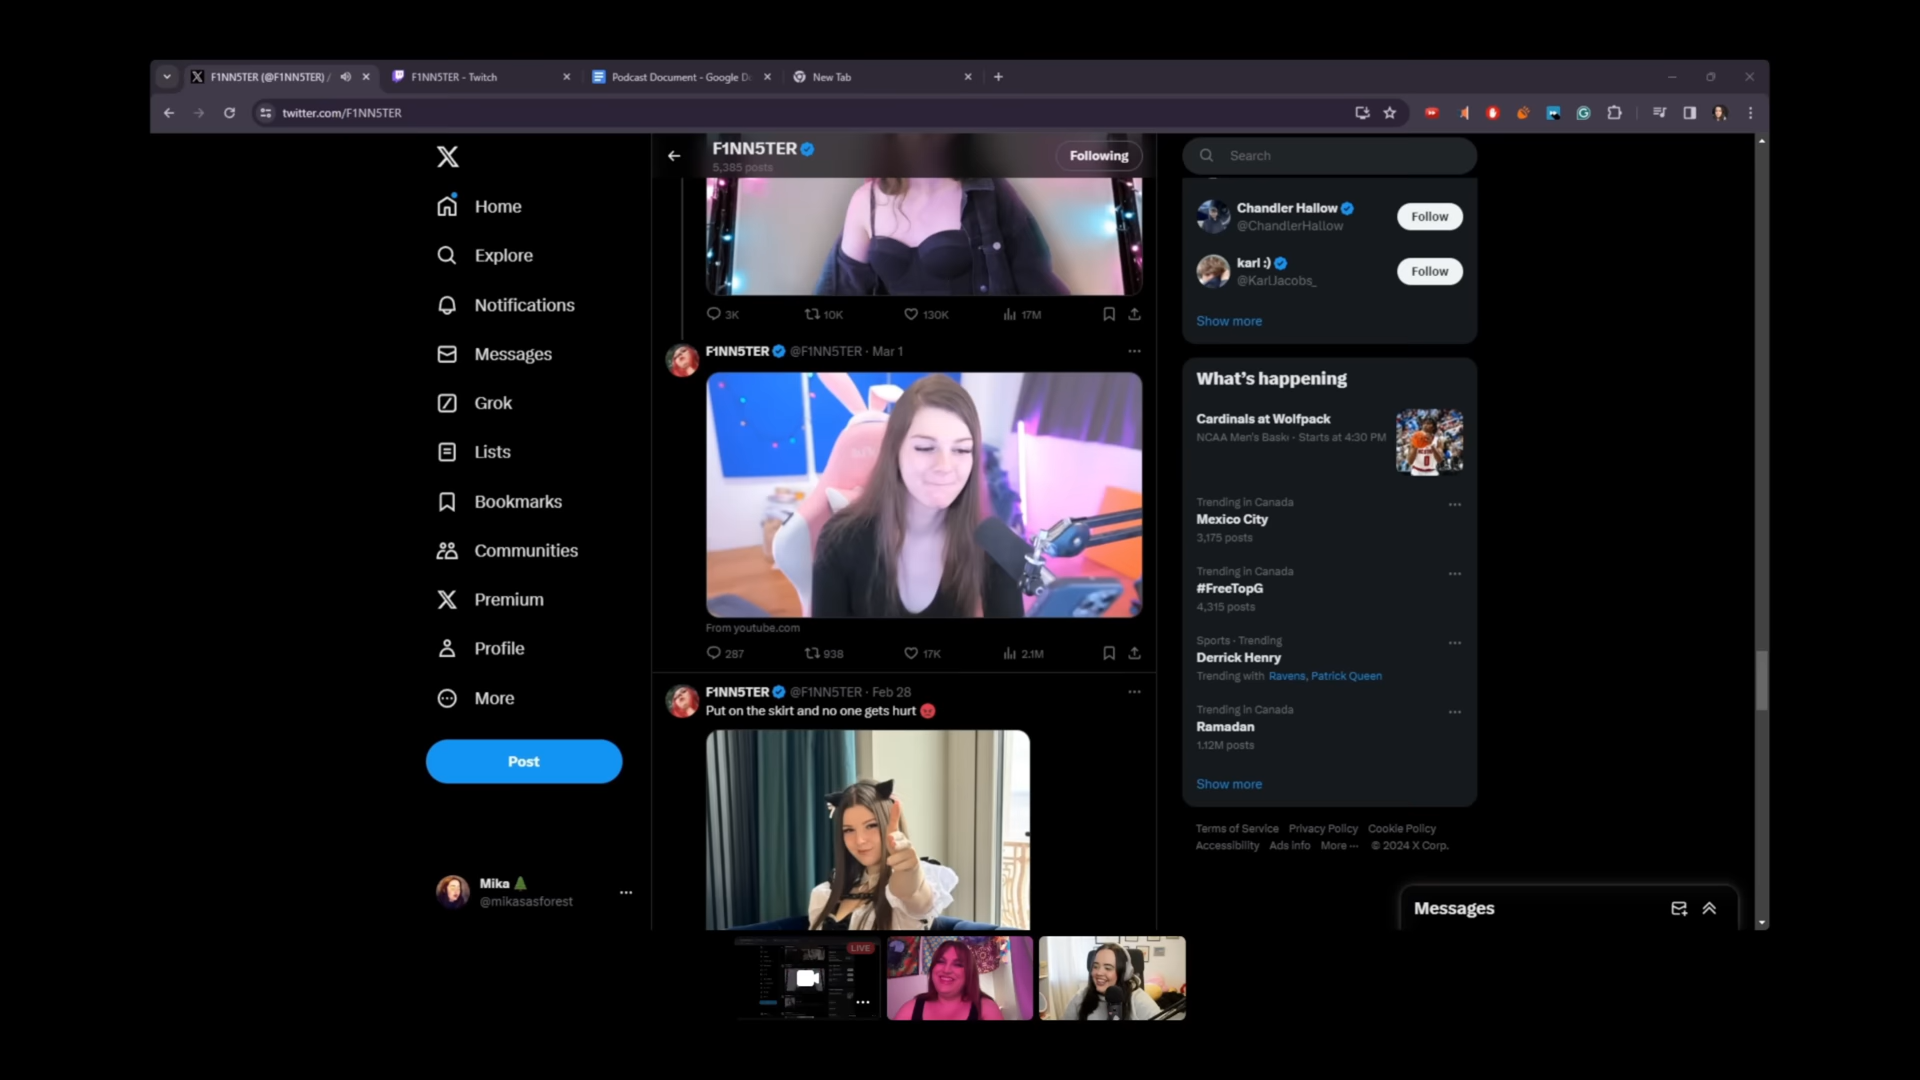 F1NN5TER (@F1NN5TER) /
F1NN5TER - Twitch
Podcast Document - Google Do
New Tab
twitter.com/F1NN5TER
Home
Explore
Notifications
Messages
Grok
Lists
Bookmarks
Communities
Premium
Profile
More
Post
Mika
@mikasasforest
F1NN5TER
5,385 posts
Following
3K
10K
130K
17M
F1NN5TER @F1NN5TER · Mar 1
From youtube.com
287
938
17K
2.1M
F1NN5TER @F1NN5TER · Feb 28
Put on the skirt and no one gets hurt
Search
Chandler Hallow
@ChandlerHallow
Follow
karl :)
@KarlJacobs_
Follow
Show more
What's happening
Cardinals at Wolfpack
NCAA Men's Bask · Starts at 4:30 PM
Trending in Canada
Mexico City
3,175 posts
Trending in Canada
#FreeTopG
4,315 posts
Sports · Trending
Derrick Henry
Trending with Ravens, Patrick Queen
Trending in Canada
Ramadan
1.12M posts
Show more
Terms of Service Privacy Policy Cookie Policy
Accessibility Ads info More ··· © 2024 X Corp.
Messages
LIVE